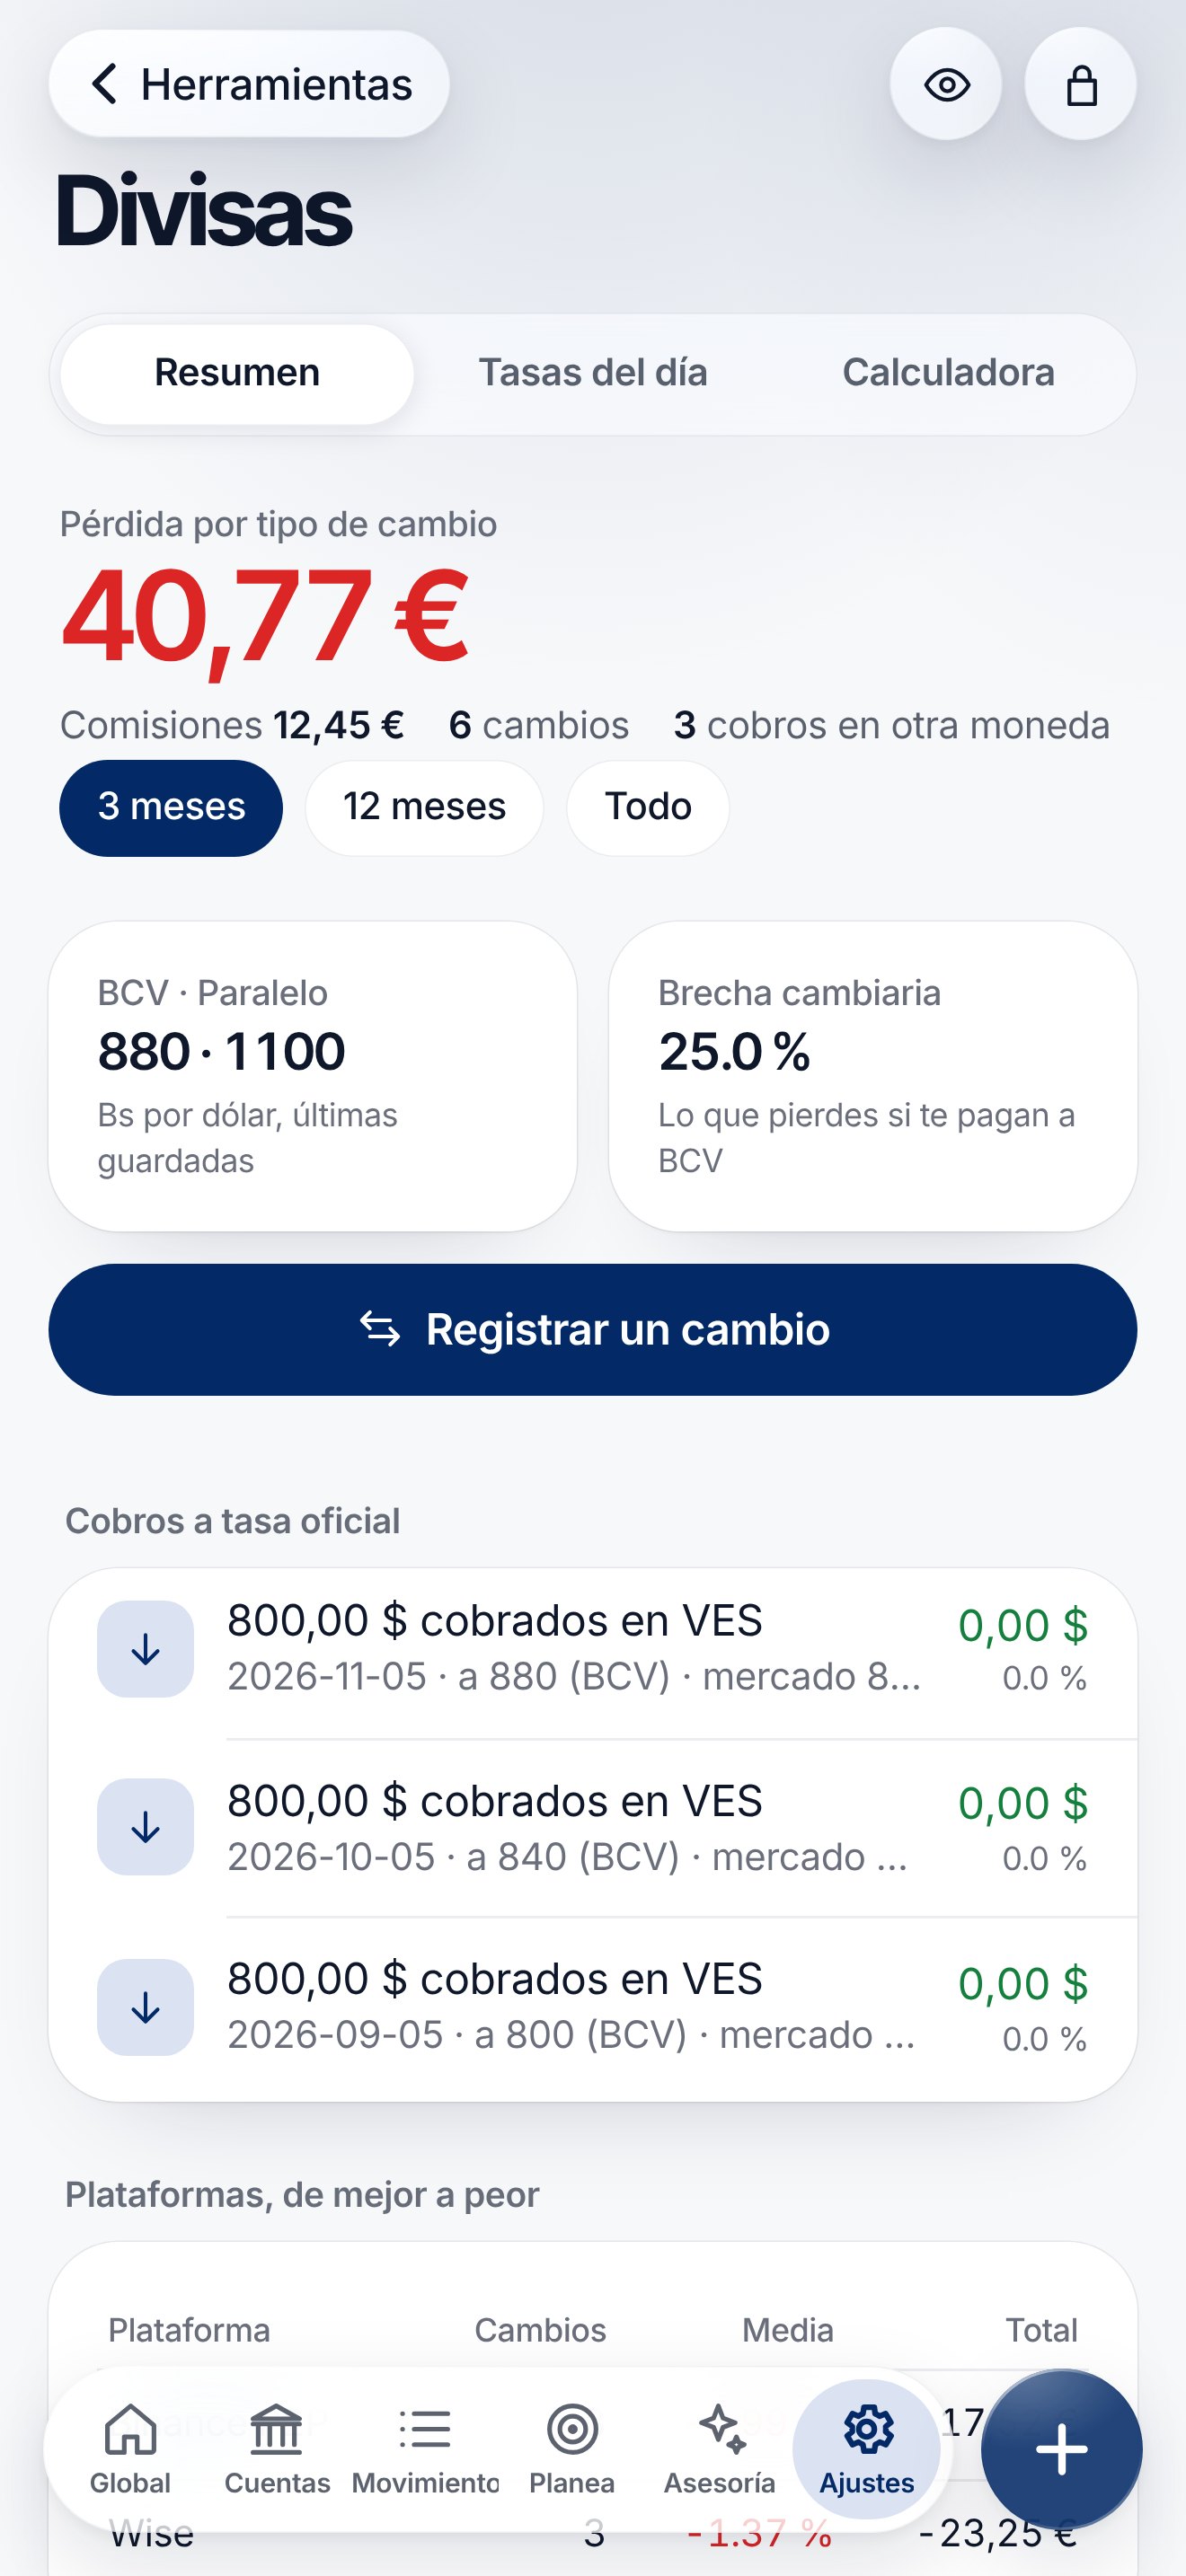 Herramientas
Divisas
Resumen
Tasas del día
Calculadora
Pérdida por tipo de cambio
40,77 €
Comisiones 12,45 € 6 cambios 3 cobros en otra moneda
3 meses
12 meses
Todo
BCV · Paralelo
880 · 1100
Bs por dólar, últimas
guardadas
Brecha cambiaria
25.0 %
Lo que pierdes si te pagan a
BCV
Registrar un cambio
Cobros a tasa oficial
800,00 $ cobrados en VES
0,00 $
2026-11-05 · a 880 (BCV) · mercado 8...
0.0 %
800,00 $ cobrados en VES
0,00 $
2026-10-05 · a 840 (BCV) · mercado ...
0.0 %
800,00 $ cobrados en VES
0,00 $
2026-09-05 · a 800 (BCV) · mercado ...
0.0 %
Plataformas, de mejor a peor
Plataforma Cambios Media Total
17
Global
Cuentas
Movimiento
Planea
Asesoría
Ajustes
Wise 3 -1.37 % -23,25 €